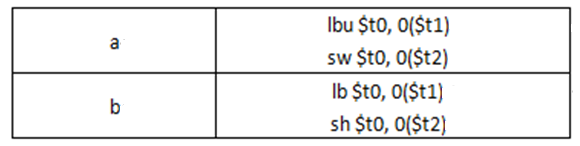 a
lbu $t0, 0($t1)
sw $t0, 0($t2)
b
lb $t0, 0($t1)
sh $t0, 0($t2)